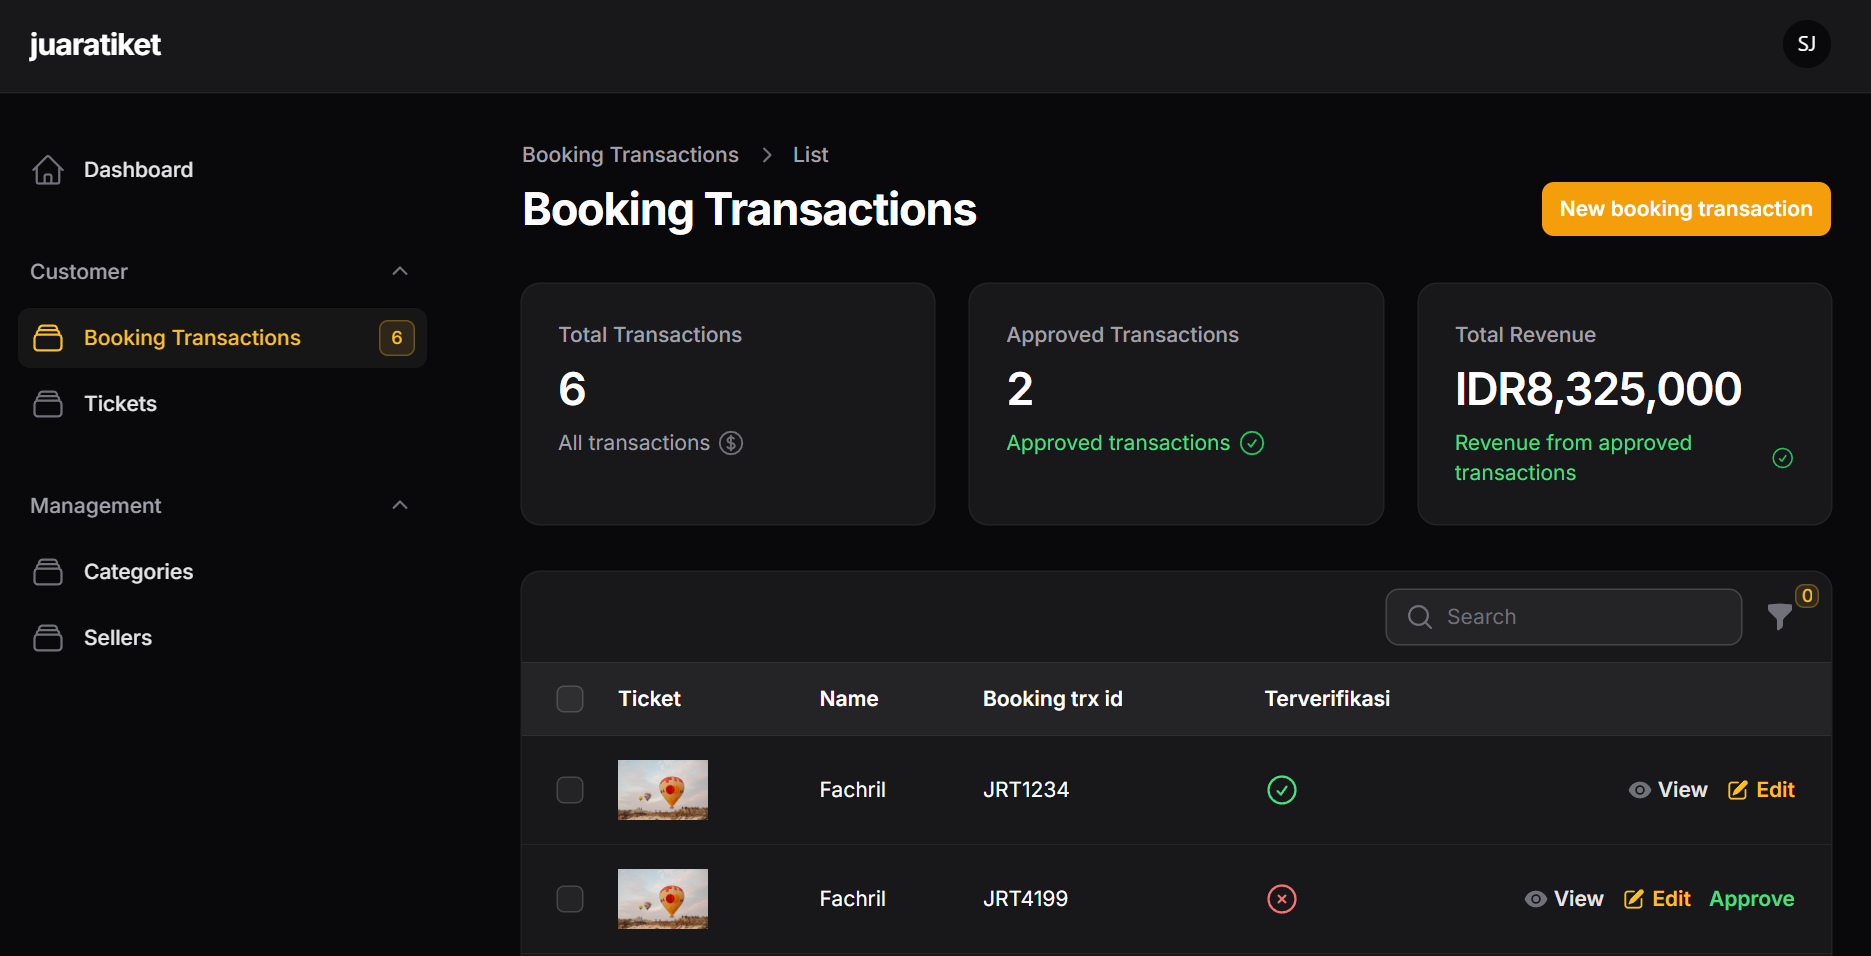 juaratiket
SJ
Dashboard
Customer
Booking Transactions
6
Tickets
Management
Categories
Sellers
Booking Transactions > List
Booking Transactions
New booking transaction
Total Transactions
6
All transactions
Approved Transactions
2
Approved transactions
Total Revenue
IDR8,325,000
Revenue from approved
transactions
Search
0
Ticket Name Booking trx id Terverifikasi
Fachril JRT1234 View Edit
Fachril JRT4199 View Edit Approve